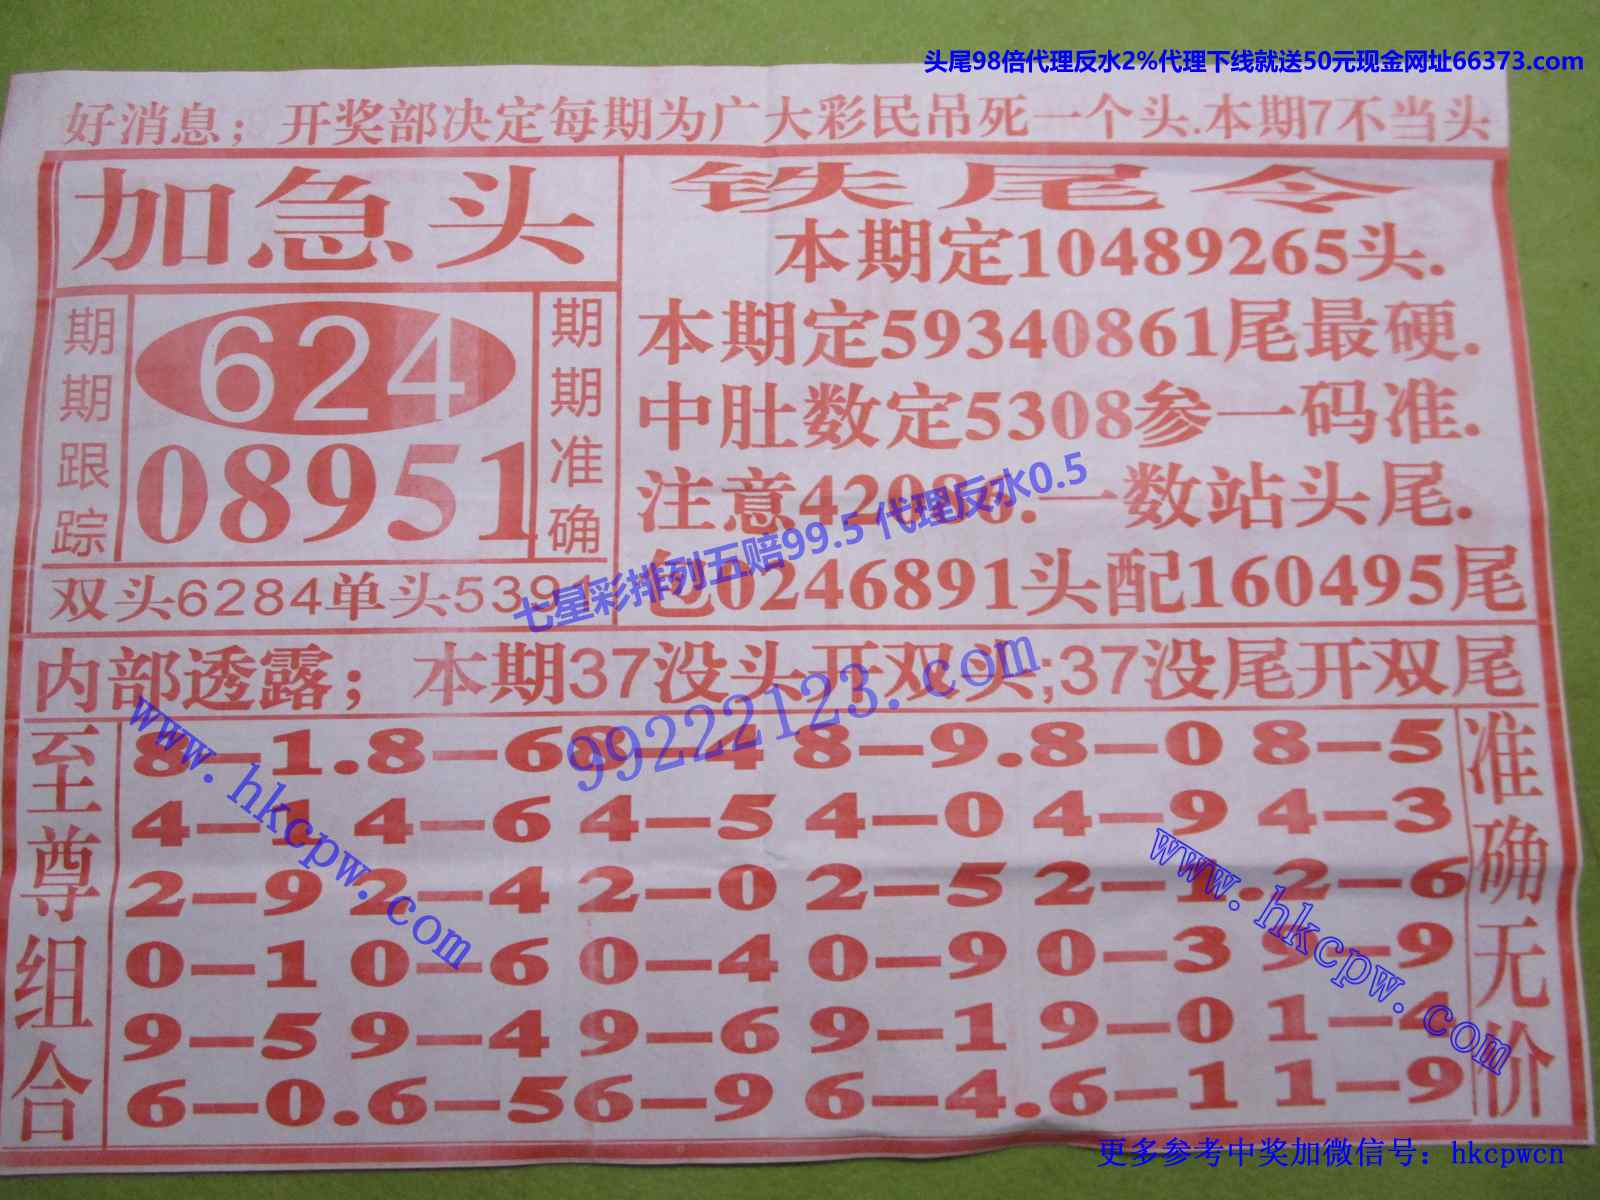 头尾98倍代理反水2%代理下线就送50元现金网址66373.com
好消息；开奖部决定每期为广大彩民吊死一个头.本期7不当头
加急头
期期跟踪
624
08951
期期准确
双头6284单头5391
铁尾令
本期定10489265头.
本期定59340861尾最硬.
中肚数定5308参一码准.
注意4208 一数站头尾.
包0246891头配160495尾
七星彩排列五赔99.5 代理反水0.5
内部透露；本期37没头开双头;37没尾开双尾
99222123.com
至尊组合
8—1.8—6 8—4 8—9.8—0 8—5
4—1 4—6 4—5 4—0 4—9 4—3
2—9 2—4 2—0 2—5 2—1.2—6
0—1 0—6 0—4 0—9 0—3 9—9
9—5 9—4 9—6 9—1 9—0 1—4
6—0.6—5 6—9 6—4.6—1 1—9
准确无价
www.hkcpw.com
www.hkcpw.com
更多参考中奖加微信号：hkcpwcn